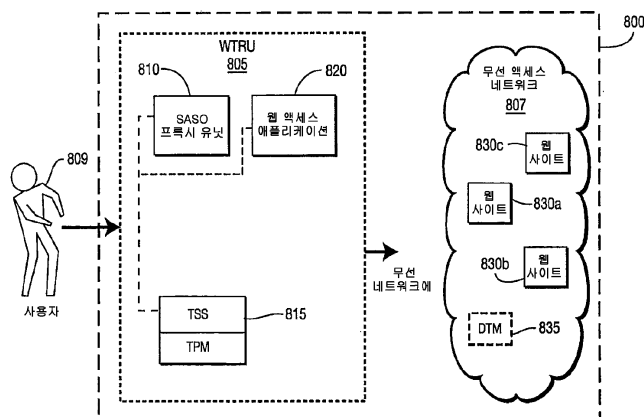 800
WTRU
805
810
SASO
프록시 유닛
820
웹 액세스
애플리케이션
무선 액세스
네트워크
807
830c
웹
사이트
웹
사이트
830a
830b
웹
사이트
DTM
835
809
사용자
무선
네트워크에
TSS
TPM
815